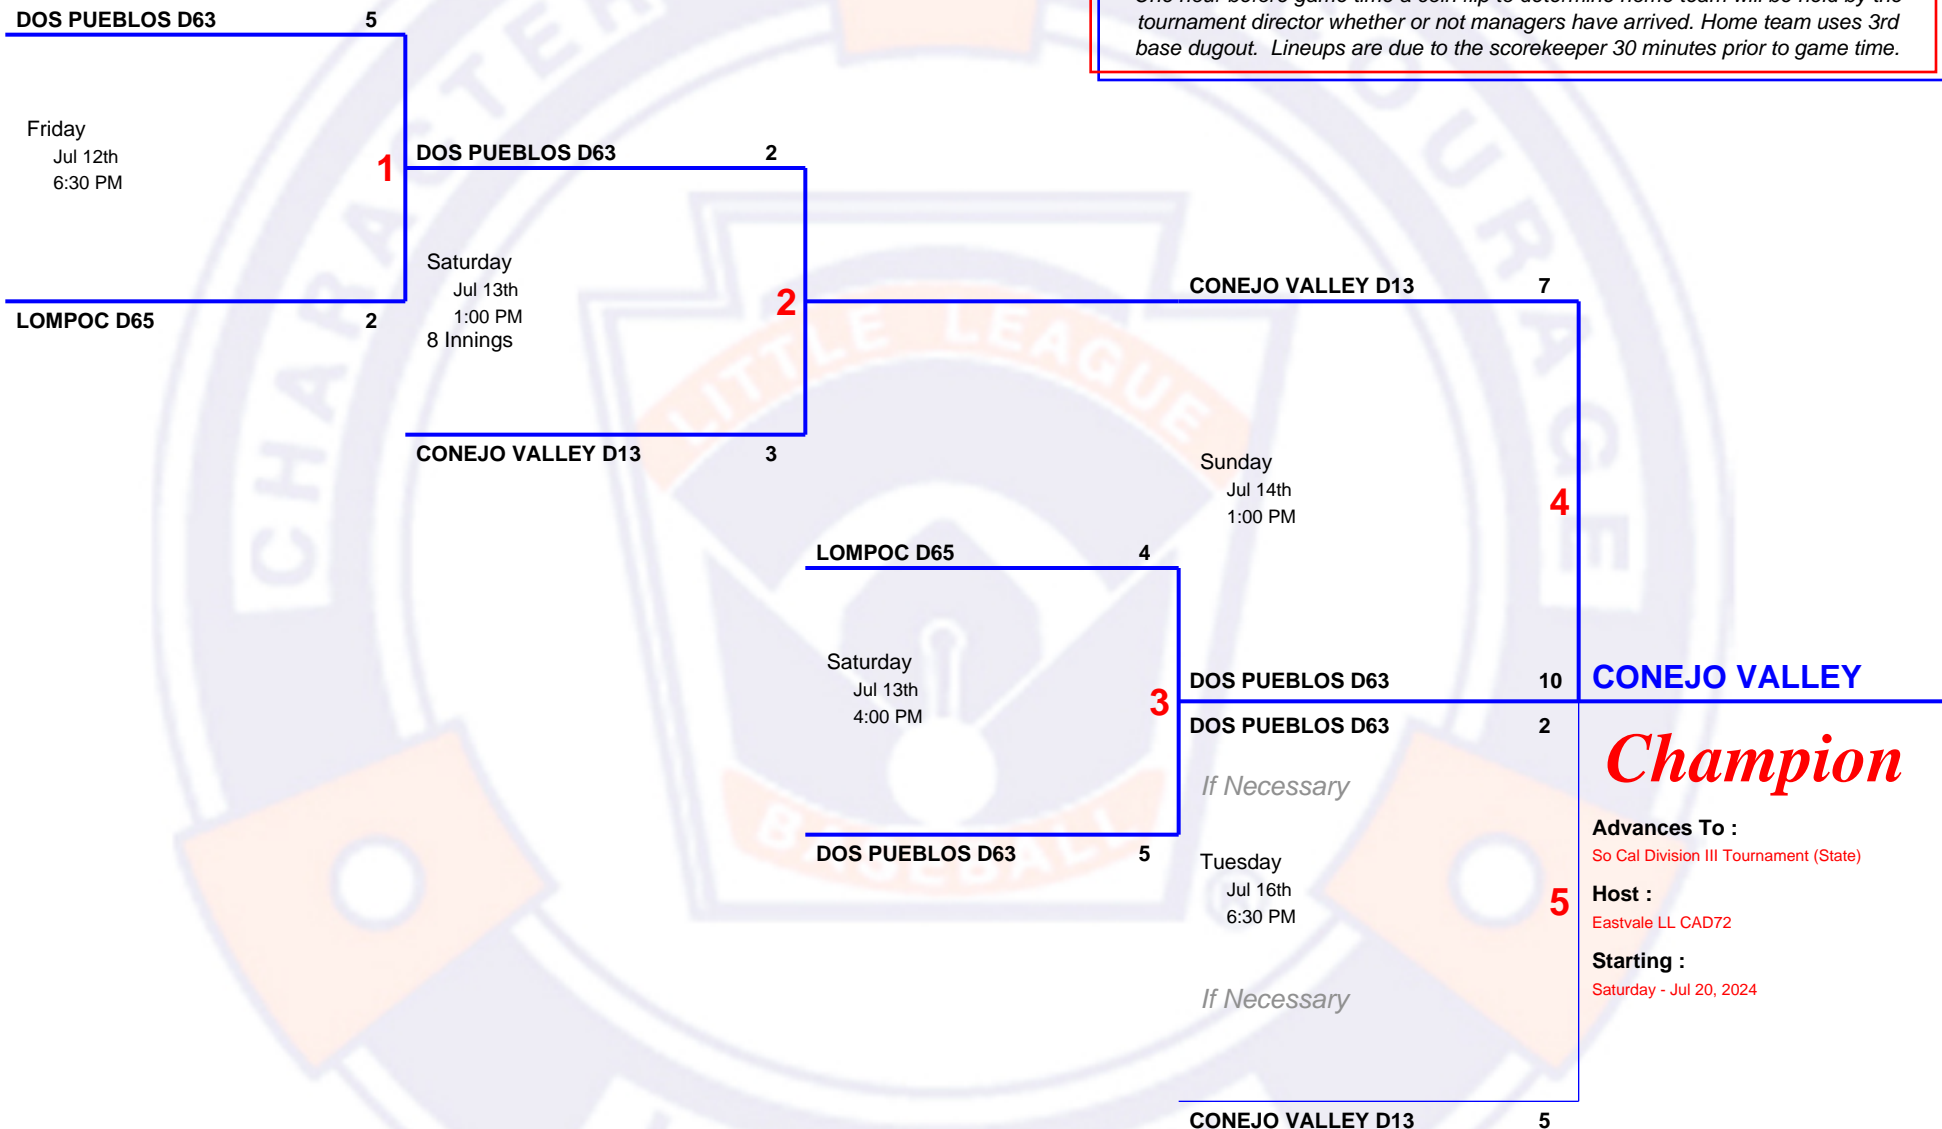 One hour before game time a coin flip to determine home team will be held by the
tournament director whether or not managers have arrived. Home team uses 3rd
base dugout. Lineups are due to the scorekeeper 30 minutes prior to game time.
DOS PUEBLOS D63 5
Friday
Jul 12th
6:30 PM
1
LOMPOC D65 2
DOS PUEBLOS D63 2
Saturday
Jul 13th
1:00 PM
8 Innings
2
CONEJO VALLEY D13 3
LOMPOC D65 4
Saturday
Jul 13th
4:00 PM
3
DOS PUEBLOS D63 5
CONEJO VALLEY D13 7
Sunday
Jul 14th
1:00 PM
4
DOS PUEBLOS D63 10
DOS PUEBLOS D63 2
If Necessary
Tuesday
Jul 16th
6:30 PM
5
If Necessary
CONEJO VALLEY D13 5
CONEJO VALLEY
Champion
Advances To :
So Cal Division III Tournament (State)
Host :
Eastvale LL CAD72
Starting :
Saturday - Jul 20, 2024
CHARACTER
COURAGE
LITTLE LEAGUE
BASEBALL
®